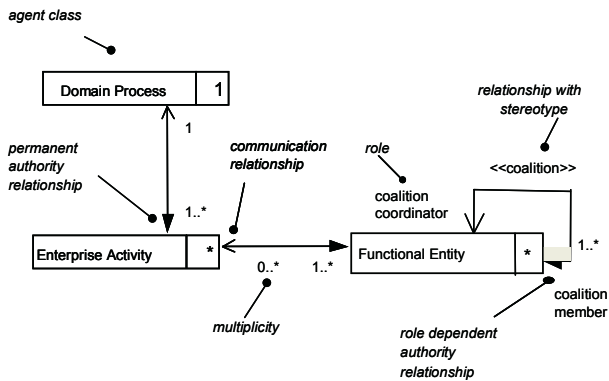 agent class
Domain Process 1
relationship with
stereotype
1
permanent
authority
relationship
communication
relationship
role
<<coalition>>
coalition
coordinator
1..*
Enterprise Activity *
Functional Entity *
1..*
0..* 1..*
coalition
member
multiplicity
role dependent
authority
relationship